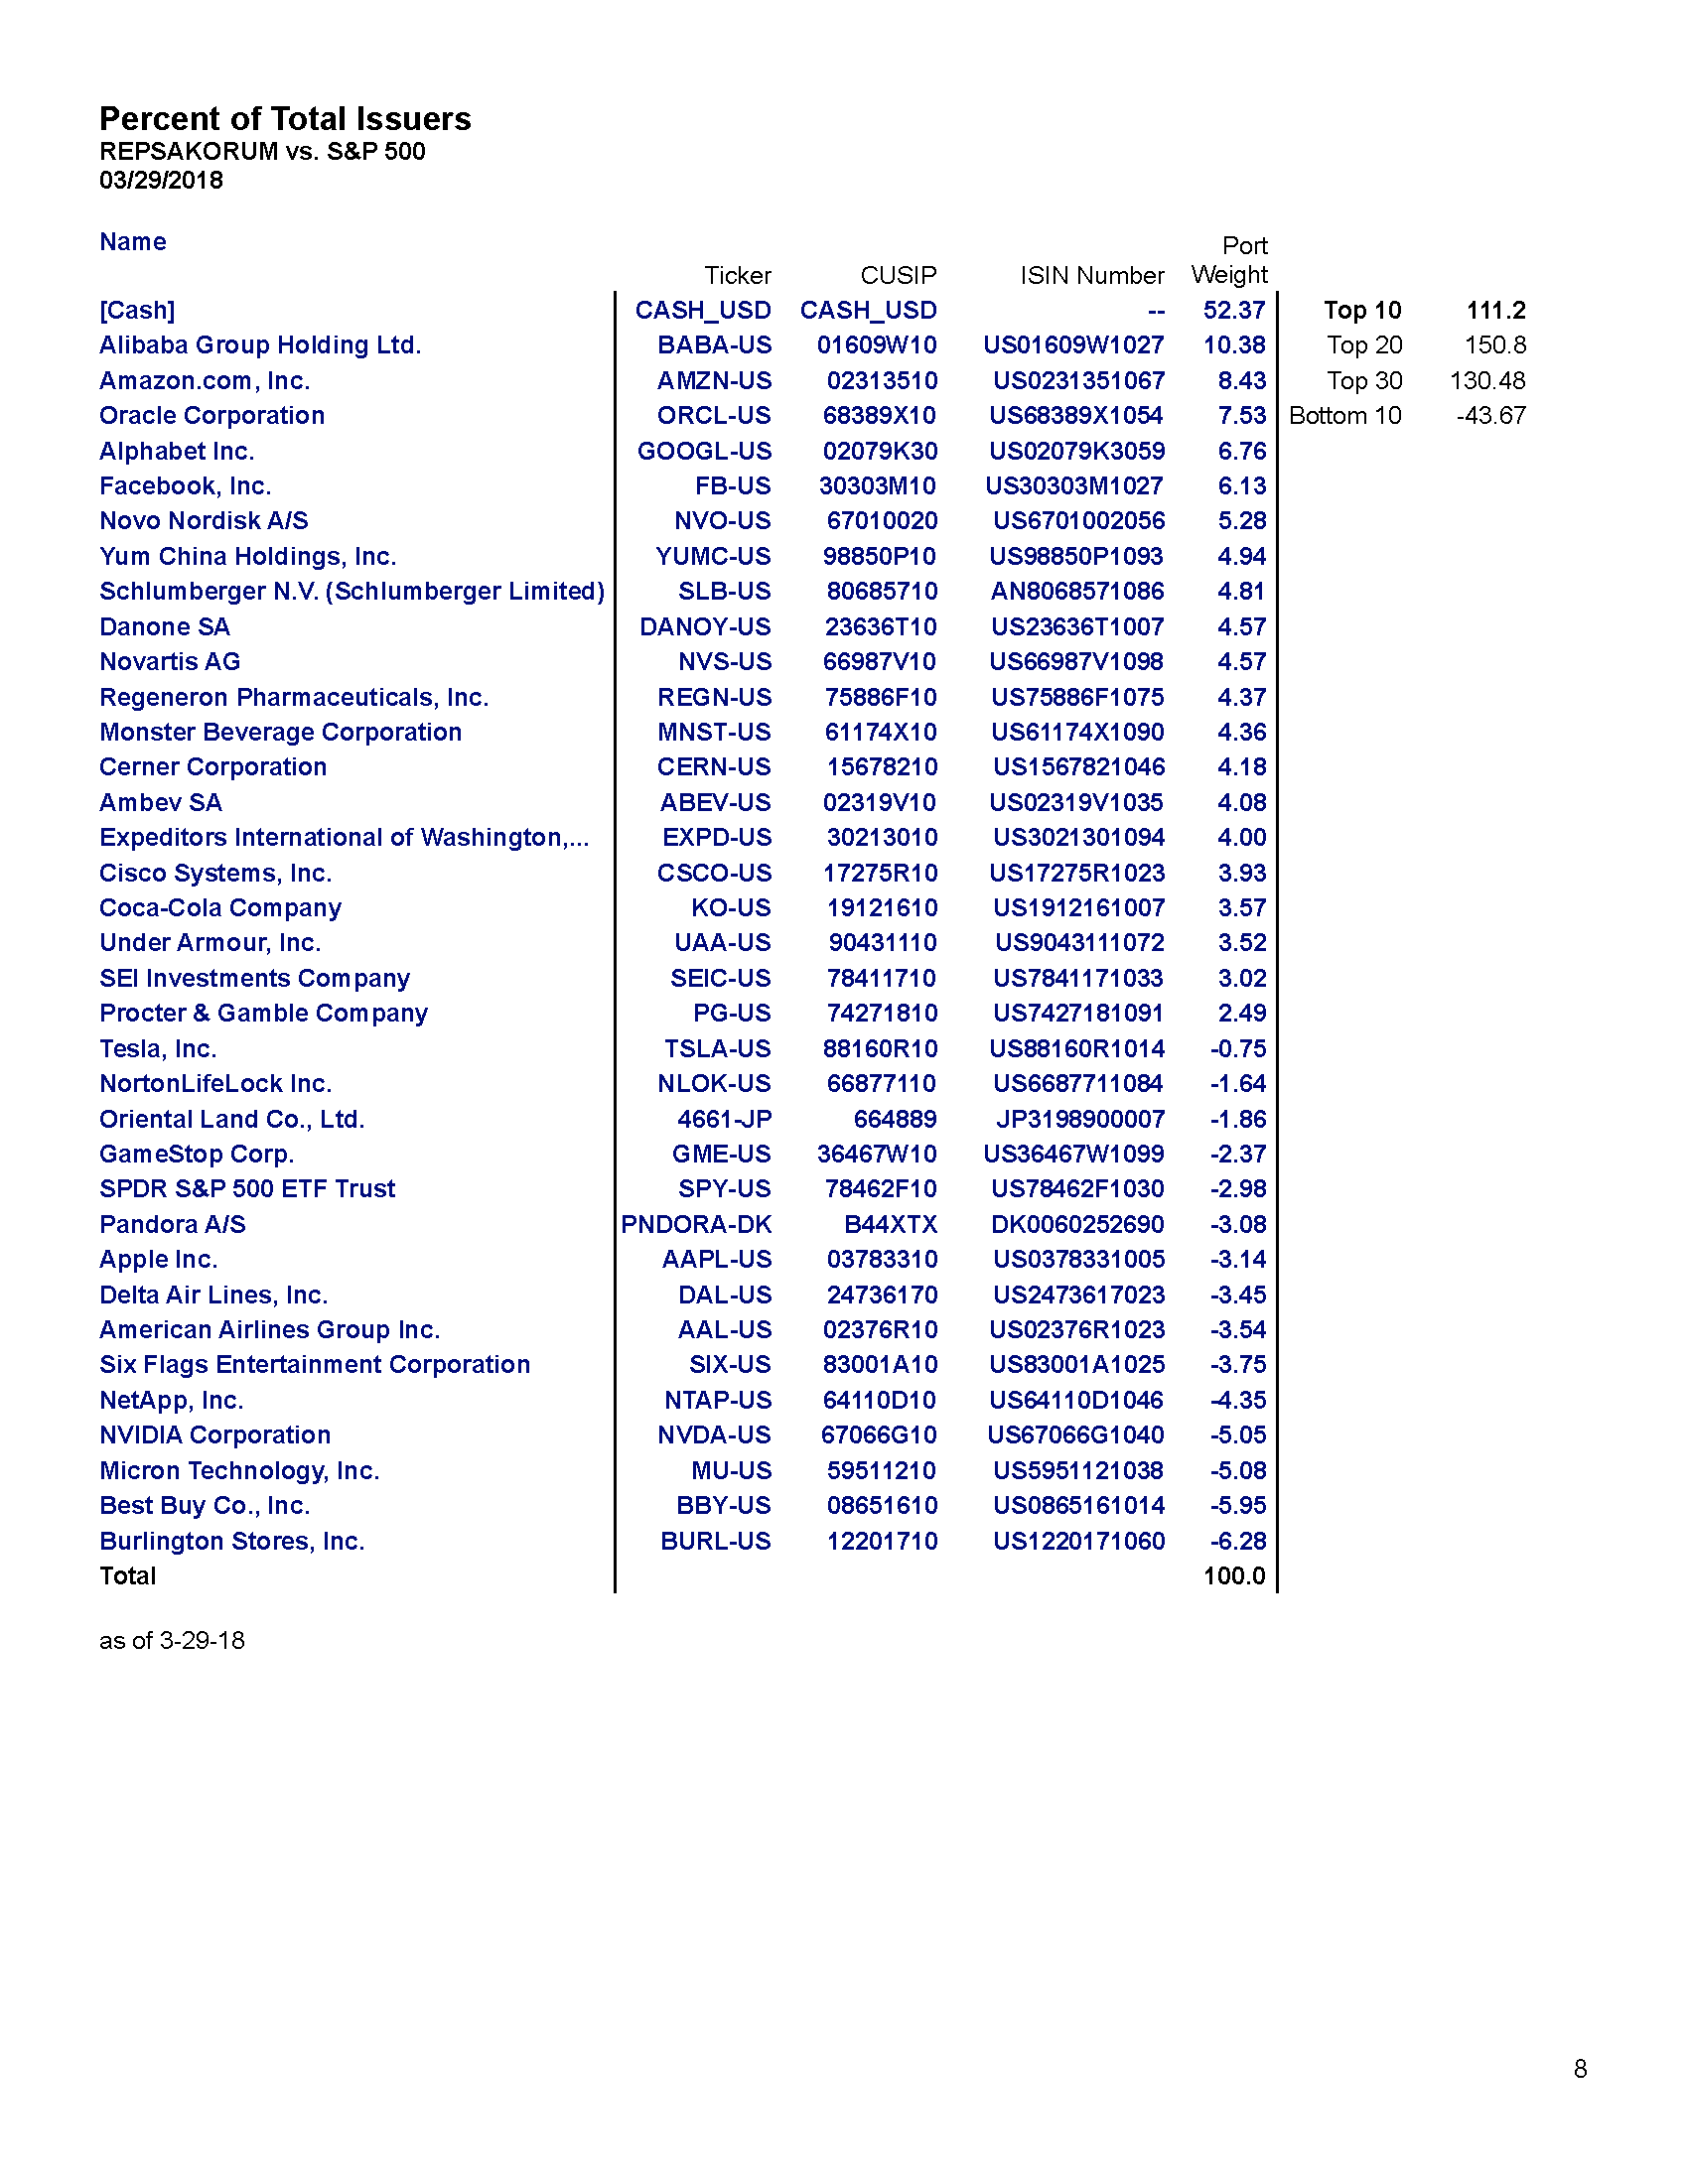 Percent of Total Issuers
REPSAKORUM vs. S&P 500
03/29/2018
Name Ticker CUSIP ISIN Number Port Weight
[Cash] CASH_USD CASH_USD -- 52.37 Top 10 111.2
Alibaba Group Holding Ltd. BABA-US 01609W10 US01609W1027 10.38 Top 20 150.8
Amazon.com, Inc. AMZN-US 02313510 US0231351067 8.43 Top 30 130.48
Oracle Corporation ORCL-US 68389X10 US68389X1054 7.53 Bottom 10 -43.67
Alphabet Inc. GOOGL-US 02079K30 US02079K3059 6.76
Facebook, Inc. FB-US 30303M10 US30303M1027 6.13
Novo Nordisk A/S NVO-US 67010020 US6701002056 5.28
Yum China Holdings, Inc. YUMC-US 98850P10 US98850P1093 4.94
Schlumberger N.V. (Schlumberger Limited) SLB-US 80685710 AN8068571086 4.81
Danone SA DANOY-US 23636T10 US23636T1007 4.57
Novartis AG NVS-US 66987V10 US66987V1098 4.57
Regeneron Pharmaceuticals, Inc. REGN-US 75886F10 US75886F1075 4.37
Monster Beverage Corporation MNST-US 61174X10 US61174X1090 4.36
Cerner Corporation CERN-US 15678210 US1567821046 4.18
Ambev SA ABEV-US 02319V10 US02319V1035 4.08
Expeditors International of Washington,... EXPD-US 30213010 US3021301094 4.00
Cisco Systems, Inc. CSCO-US 17275R10 US17275R1023 3.93
Coca-Cola Company KO-US 19121610 US1912161007 3.57
Under Armour, Inc. UAA-US 90431110 US9043111072 3.52
SEI Investments Company SEIC-US 78411710 US7841171033 3.02
Procter & Gamble Company PG-US 74271810 US7427181091 2.49
Tesla, Inc. TSLA-US 88160R10 US88160R1014 -0.75
NortonLifeLock Inc. NLOK-US 66877110 US6687711084 -1.64
Oriental Land Co., Ltd. 4661-JP 664889 JP3198900007 -1.86
GameStop Corp. GME-US 36467W10 US36467W1099 -2.37
SPDR S&P 500 ETF Trust SPY-US 78462F10 US78462F1030 -2.98
Pandora A/S PNDORA-DK B44XTX DK0060252690 -3.08
Apple Inc. AAPL-US 03783310 US0378331005 -3.14
Delta Air Lines, Inc. DAL-US 24736170 US2473617023 -3.45
American Airlines Group Inc. AAL-US 02376R10 US02376R1023 -3.54
Six Flags Entertainment Corporation SIX-US 83001A10 US83001A1025 -3.75
NetApp, Inc. NTAP-US 64110D10 US64110D1046 -4.35
NVIDIA Corporation NVDA-US 67066G10 US67066G1040 -5.05
Micron Technology, Inc. MU-US 59511210 US5951121038 -5.08
Best Buy Co., Inc. BBY-US 08651610 US0865161014 -5.95
Burlington Stores, Inc. BURL-US 12201710 US1220171060 -6.28
Total 100.0
as of 3-29-18
8